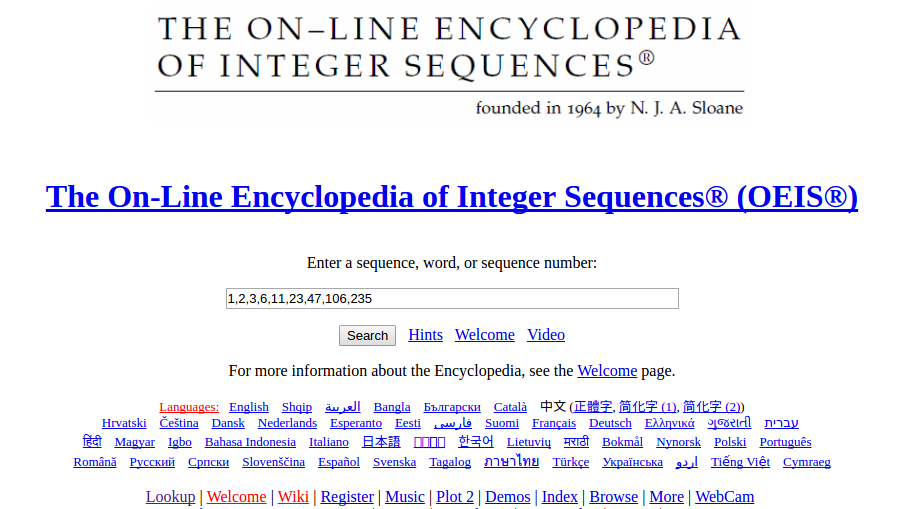 THE ON–LINE ENCYCLOPEDIA
OF INTEGER SEQUENCES®
founded in 1964 by N. J. A. Sloane
The On-Line Encyclopedia of Integer Sequences® (OEIS®)
Enter a sequence, word, or sequence number:
1,2,3,6,11,23,47,106,235
Search Hints Welcome Video
For more information about the Encyclopedia, see the Welcome page.
Languages: English Shqip العربية Bangla Български Català 中文 (正體字, 简化字 (1), 简化字 (2))
Hrvatski Čeština Dansk Nederlands Esperanto Eesti فارسی Suomi Français Deutsch Ελληνικά ગુજરાતી עברית
हिंदी Magyar Igbo Bahasa Indonesia Italiano 日本語 한국어 Lietuvių मराठी Bokmål Nynorsk Polski Português
Română Русский Српски Slovenščina Español Svenska Tagalog ภาษาไทย Türkçe Українська اردو Tiếng Việt Cymraeg
Lookup | Welcome | Wiki | Register | Music | Plot 2 | Demos | Index | Browse | More | WebCam